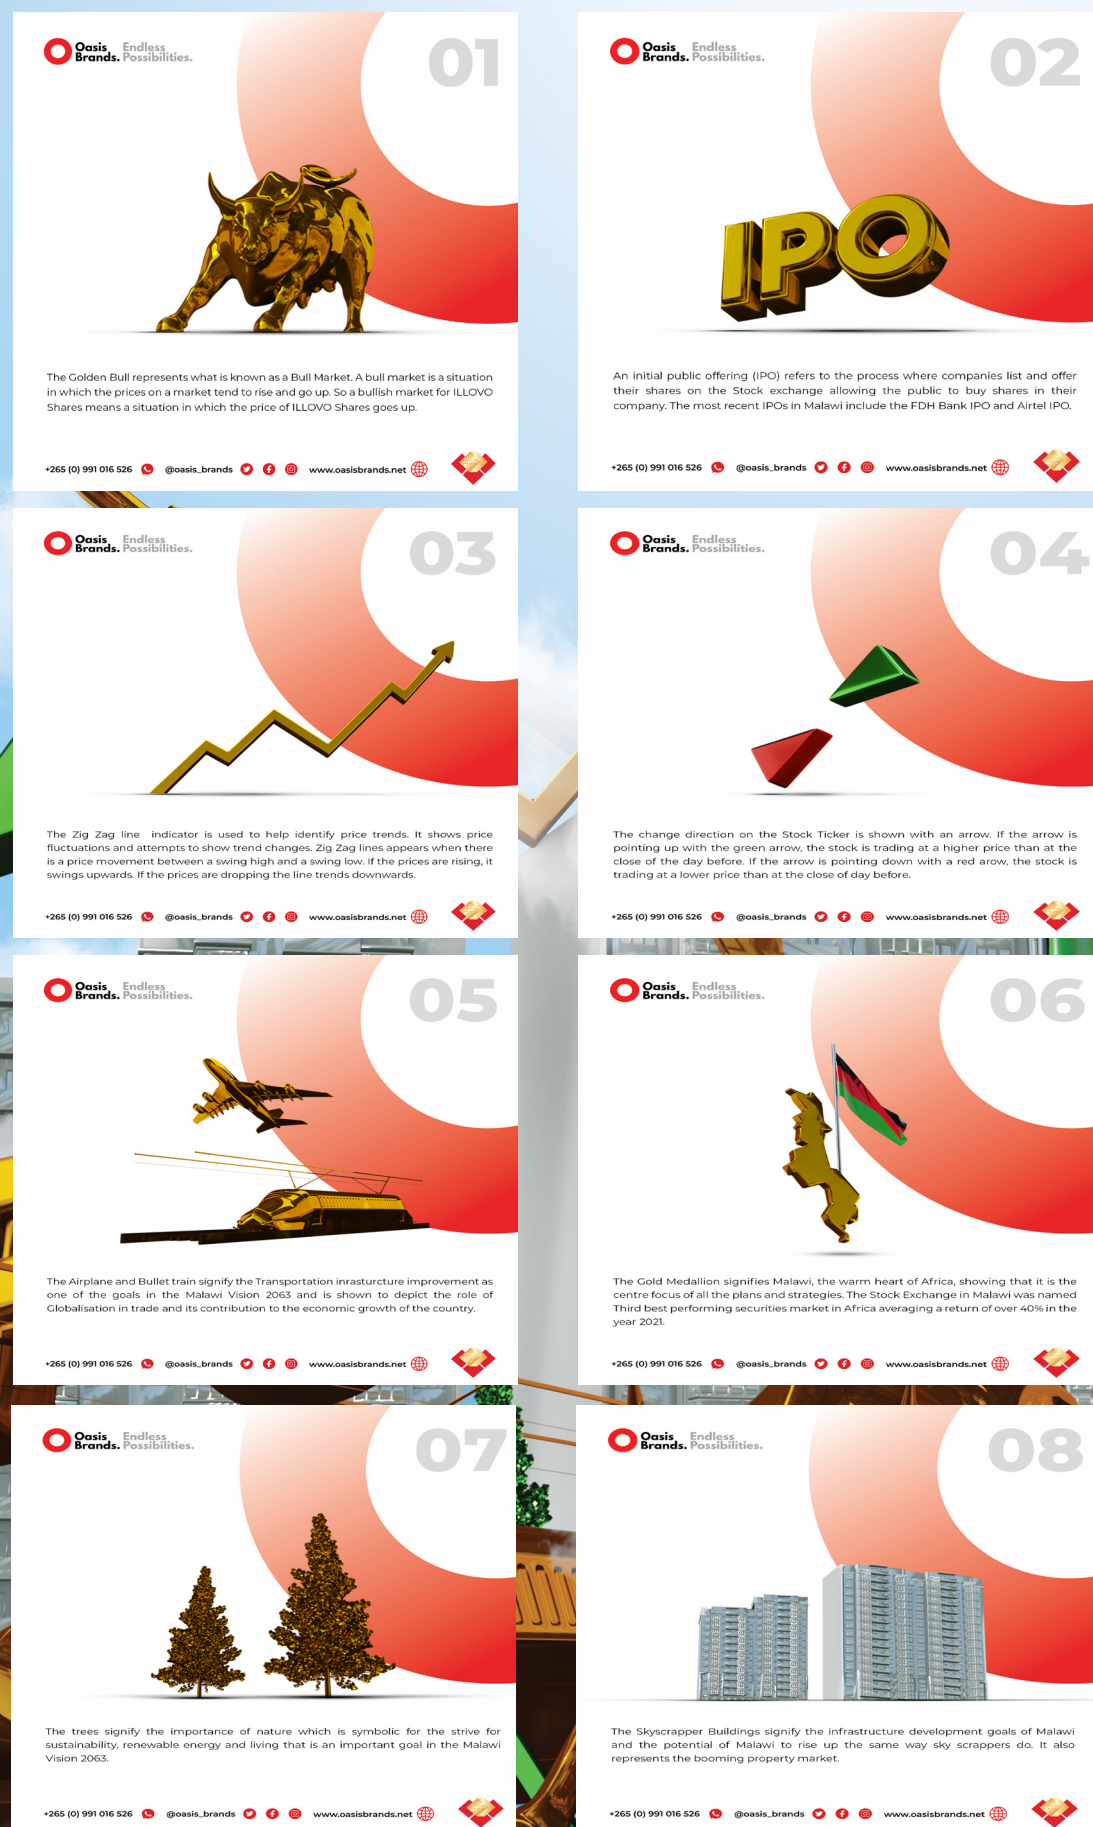 Oasis Endless
Brands. Possibilities.
01
The Golden Bull represents what is known as a Bull Market. A bull market is a situation
in which the prices on a market tend to rise and go up. So a bullish market for ILLOVO
Shares means a situation in which the price of ILLOVO Shares goes up.
+265 (0) 991 016 526 @oasis_brands www.oasisbrands.net
Oasis Endless
Brands. Possibilities.
02
IPO
An initial public offering (IPO) refers to the process where companies list and offer
their shares on the Stock exchange allowing the public to buy shares in their
company. The most recent IPOs in Malawi include the FDH Bank IPO and Airtel IPO.
+265 (0) 991 016 526 @oasis_brands www.oasisbrands.net
Oasis Endless
Brands. Possibilities.
03
The Zig Zag line indicator is used to help identify price trends. It shows price
fluctuations and attempts to show trend changes. Zig Zag lines appears when there
is a price movement between a swing high and a swing low. If the prices are rising, it
swings upwards. If the prices are dropping the line trends downwards.
+265 (0) 991 016 526 @oasis_brands www.oasisbrands.net
Oasis Endless
Brands. Possibilities.
04
The change direction on the Stock Ticker is shown with an arrow. If the arrow is
pointing up with the green arrow, the stock is trading at a higher price than at the
close of the day before. If the arrow is pointing down with a red arow, the stock is
trading at a lower price than at the close of day before.
+265 (0) 991 016 526 @oasis_brands www.oasisbrands.net
Oasis Endless
Brands. Possibilities.
05
The Airplane and Bullet train signify the Transportation inrasturcture improvement as
one of the goals in the Malawi Vision 2063 and is shown to depict the role of
Globalisation in trade and its contribution to the economic growth of the country.
+265 (0) 991 016 526 @oasis_brands www.oasisbrands.net
Oasis Endless
Brands. Possibilities.
06
The Gold Medallion signifies Malawi, the warm heart of Africa, showing that it is the
centre focus of all the plans and strategies. The Stock Exchange in Malawi was named
Third best performing securities market in Africa averaging a return of over 40% in the
year 2021.
+265 (0) 991 016 526 @oasis_brands www.oasisbrands.net
Oasis Endless
Brands. Possibilities.
07
The trees signify the importance of nature which is symbolic for the strive for
sustainability, renewable energy and living that is an important goal in the Malawi
Vision 2063.
+265 (0) 991 016 526 @oasis_brands www.oasisbrands.net
Oasis Endless
Brands. Possibilities.
08
The Skyscrapper Buildings signify the infrastructure development goals of Malawi
and the potential of Malawi to rise up the same way sky scrappers do. It also
represents the booming property market.
+265 (0) 991 016 526 @oasis_brands www.oasisbrands.net